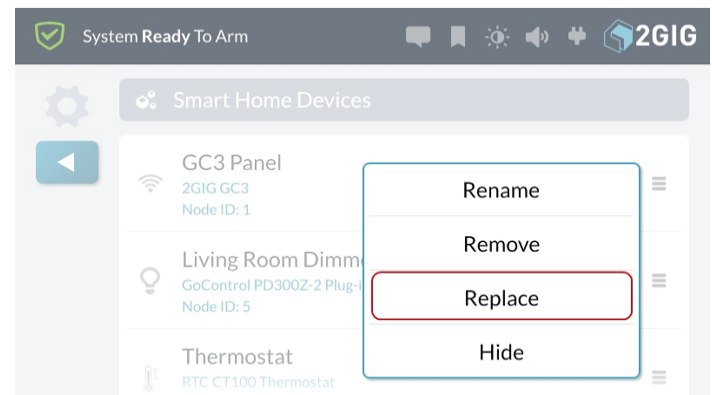 System Ready To Arm
2GIG
Smart Home Devices
GC3 Panel
2GIG GC3
Node ID: 1
Living Room Dimm
GoControl PD300Z-2 Plug-i
Node ID: 5
Thermostat
RTC CT100 Thermostat
Rename
Remove
Replace
Hide